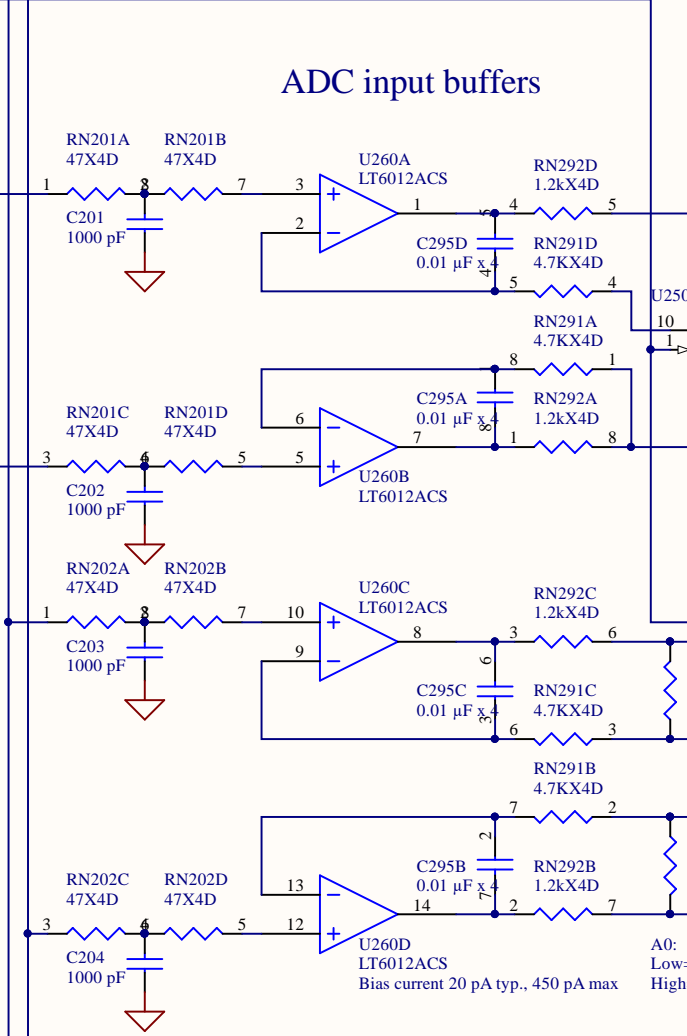 ADC input buffers
RN201A
47X4D
RN201B
47X4D
1
8
7
C201
1000 pF
U260A
LT6012ACS
3
2
1
RN292D
1.2kX4D
5
4
5
C295D
0.01 µF x 4
4
RN291D
4.7KX4D
5
4
U250
10
1
RN291A
4.7KX4D
8
1
C295A
0.01 µF x 4
8
RN292A
1.2kX4D
1
8
6
5
7
U260B
LT6012ACS
RN201C
47X4D
RN201D
47X4D
3
5
C202
1000 pF
RN202A
47X4D
RN202B
47X4D
1
8
7
C203
1000 pF
U260C
LT6012ACS
10
9
8
RN292C
1.2kX4D
3
6
6
C295C
0.01 µF x 4
3
RN291C
4.7KX4D
6
3
RN291B
4.7KX4D
7
2
2
C295B
0.01 µF x 4
7
RN292B
1.2kX4D
2
7
13
12
14
RN202C
47X4D
RN202D
47X4D
3
5
C204
1000 pF
U260D
LT6012ACS
Bias current 20 pA typ., 450 pA max
A0:
Low=
High